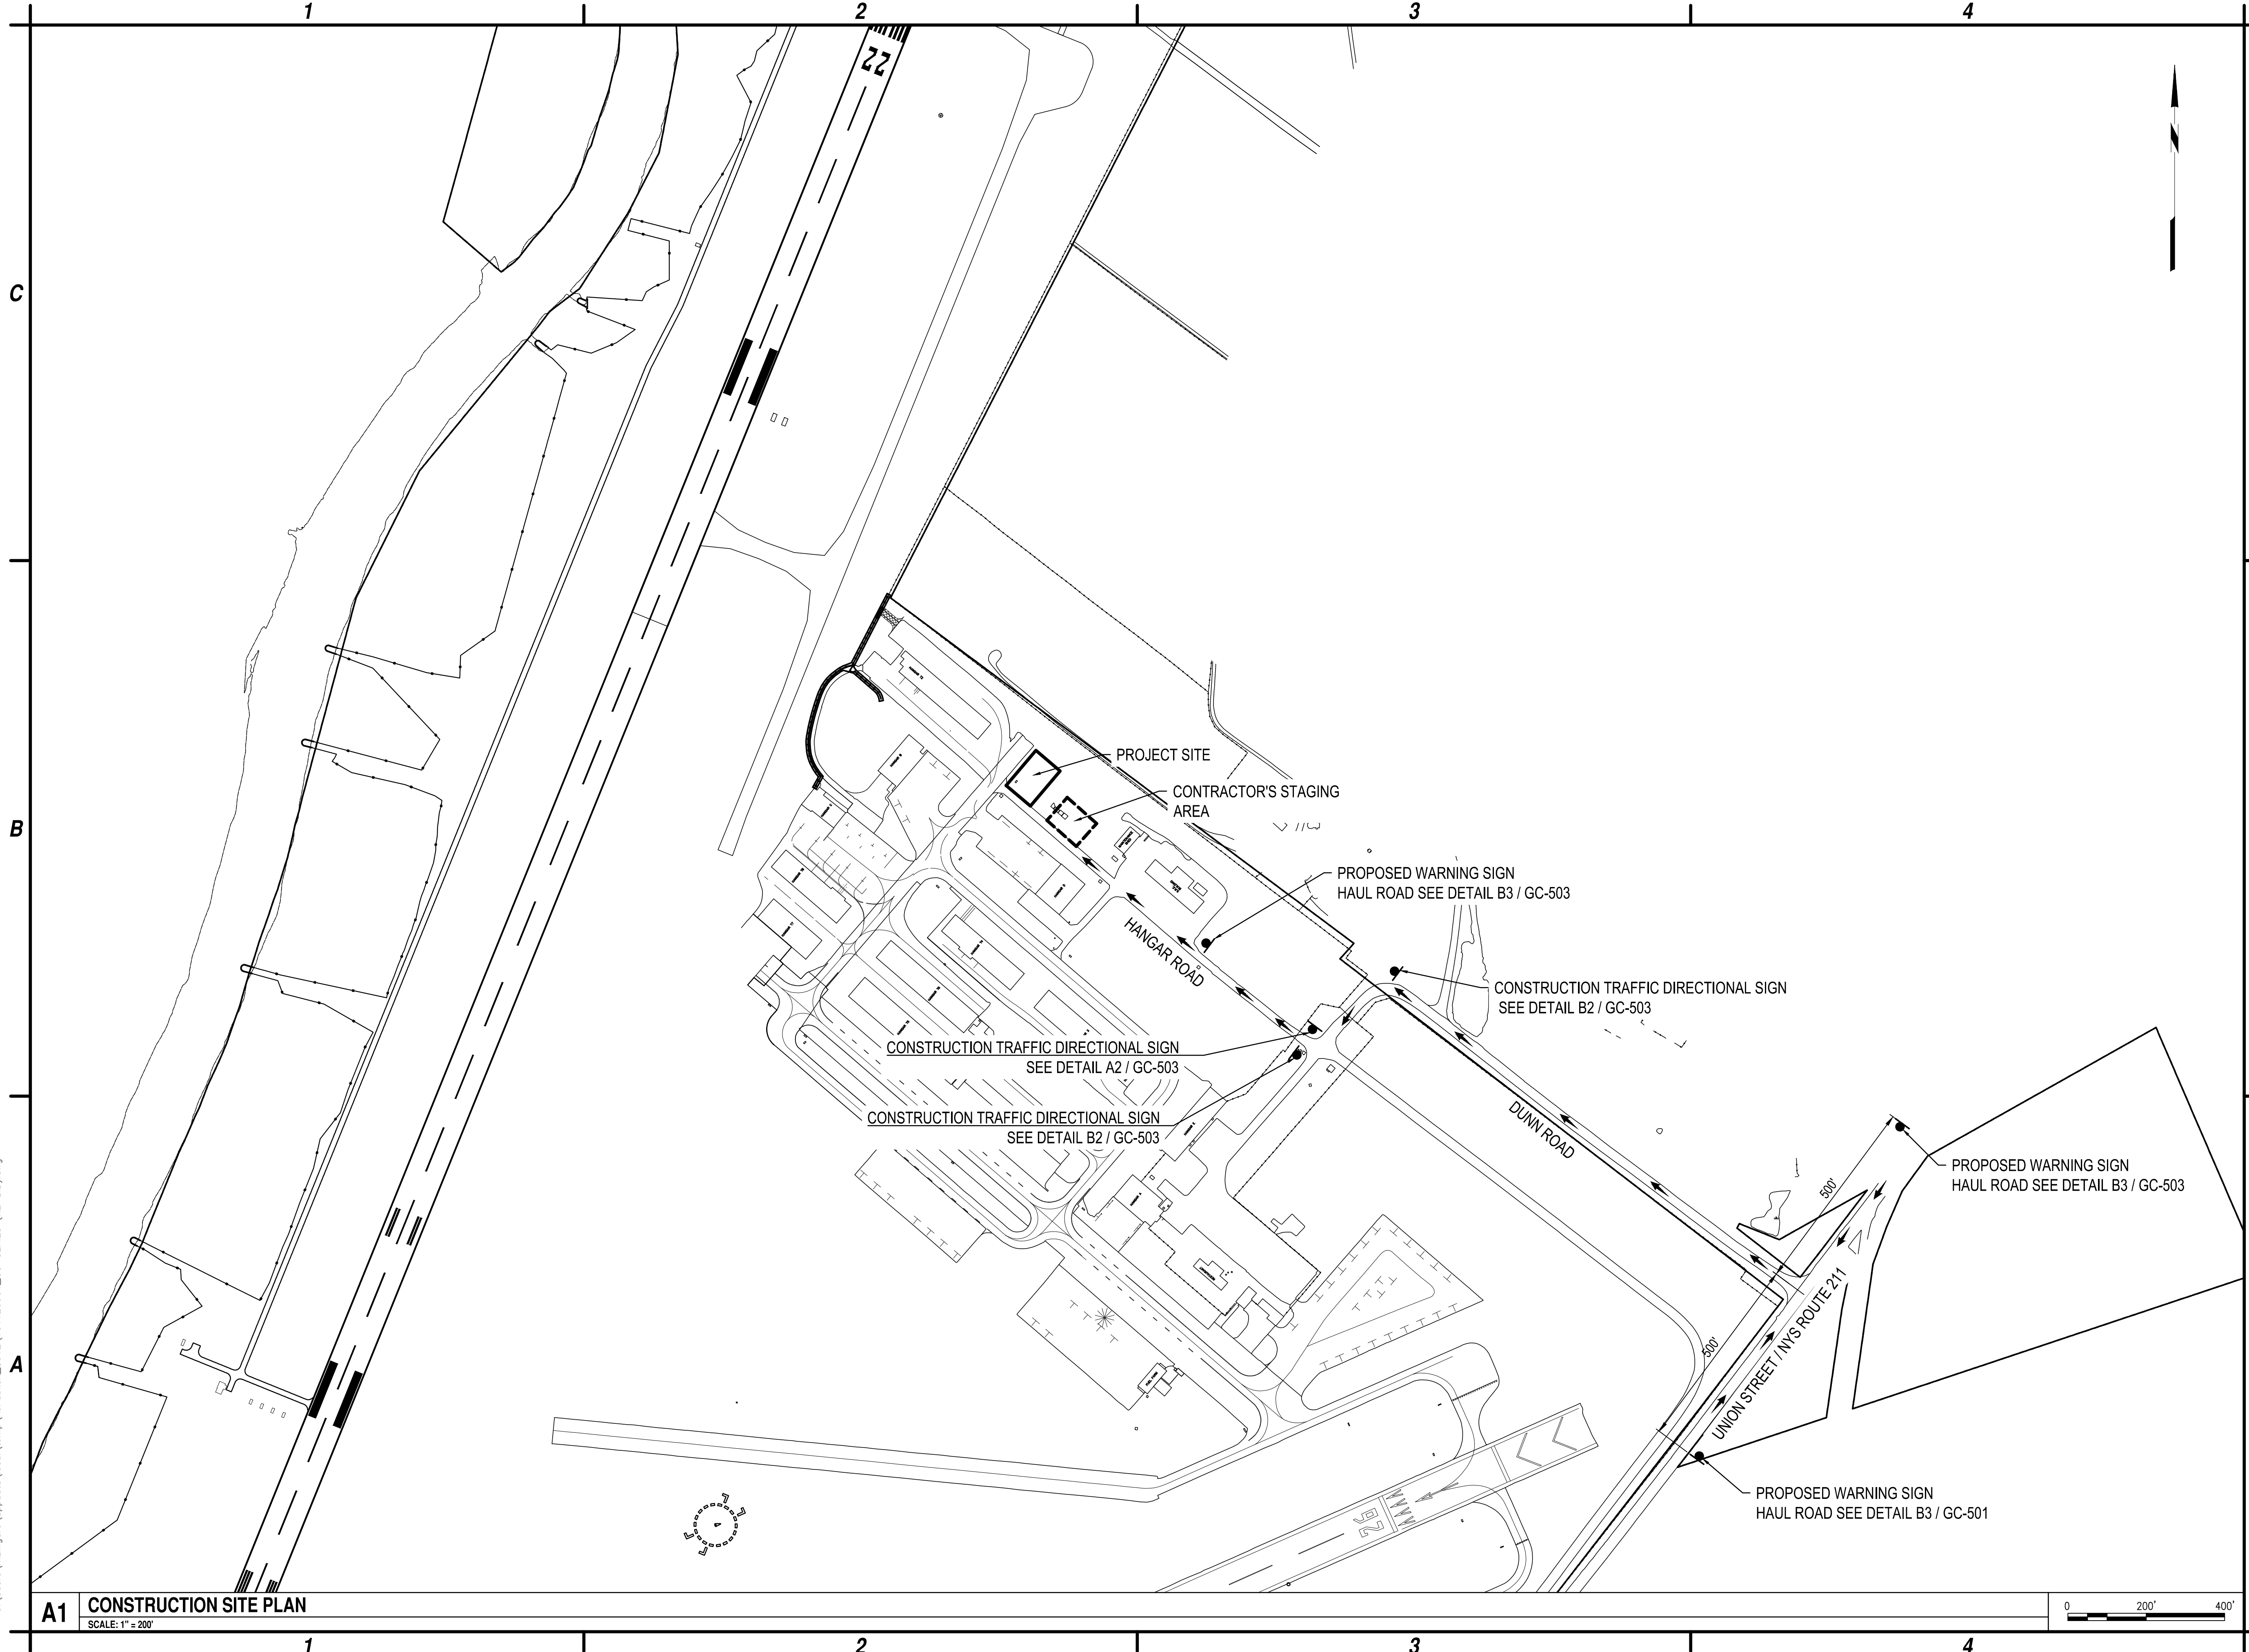 1 2 3 4
22
N
C
PROJECT SITE
CONTRACTOR'S STAGING
AREA
B
PROPOSED WARNING SIGN
HAUL ROAD SEE DETAIL B3 / GC-503
HANGAR ROAD
CONSTRUCTION TRAFFIC DIRECTIONAL SIGN
SEE DETAIL B2 / GC-503
CONSTRUCTION TRAFFIC DIRECTIONAL SIGN
SEE DETAIL A2 / GC-503
CONSTRUCTION TRAFFIC DIRECTIONAL SIGN
SEE DETAIL B2 / GC-503
DUNN ROAD
PROPOSED WARNING SIGN
HAUL ROAD SEE DETAIL B3 / GC-503
500'
UNION STREET / NYS ROUTE 211
500'
A
PROPOSED WARNING SIGN
HAUL ROAD SEE DETAIL B3 / GC-501
26
A1 CONSTRUCTION SITE PLAN
SCALE: 1" = 200'
0 200' 400'
1 2 3 4